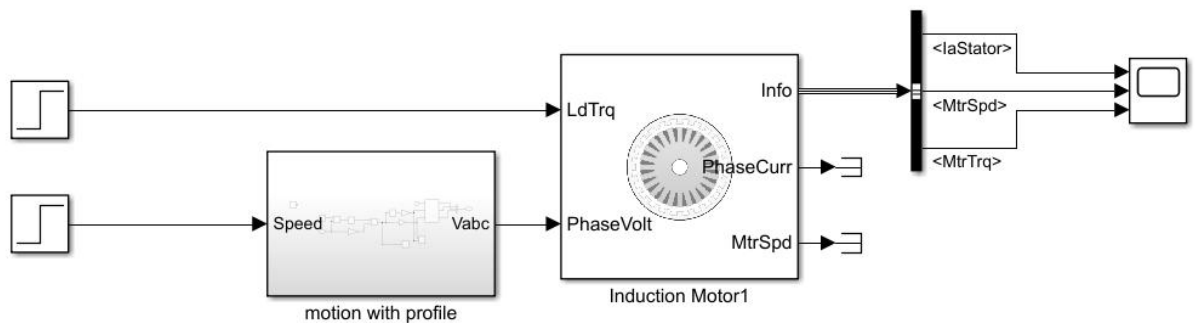 <IaStator>
Info
<MtrSpd>
LdTrq
PhaseCurr
<MtrTrq>
Speed
Vabc
PhaseVolt
MtrSpd
Induction Motor1
motion with profile